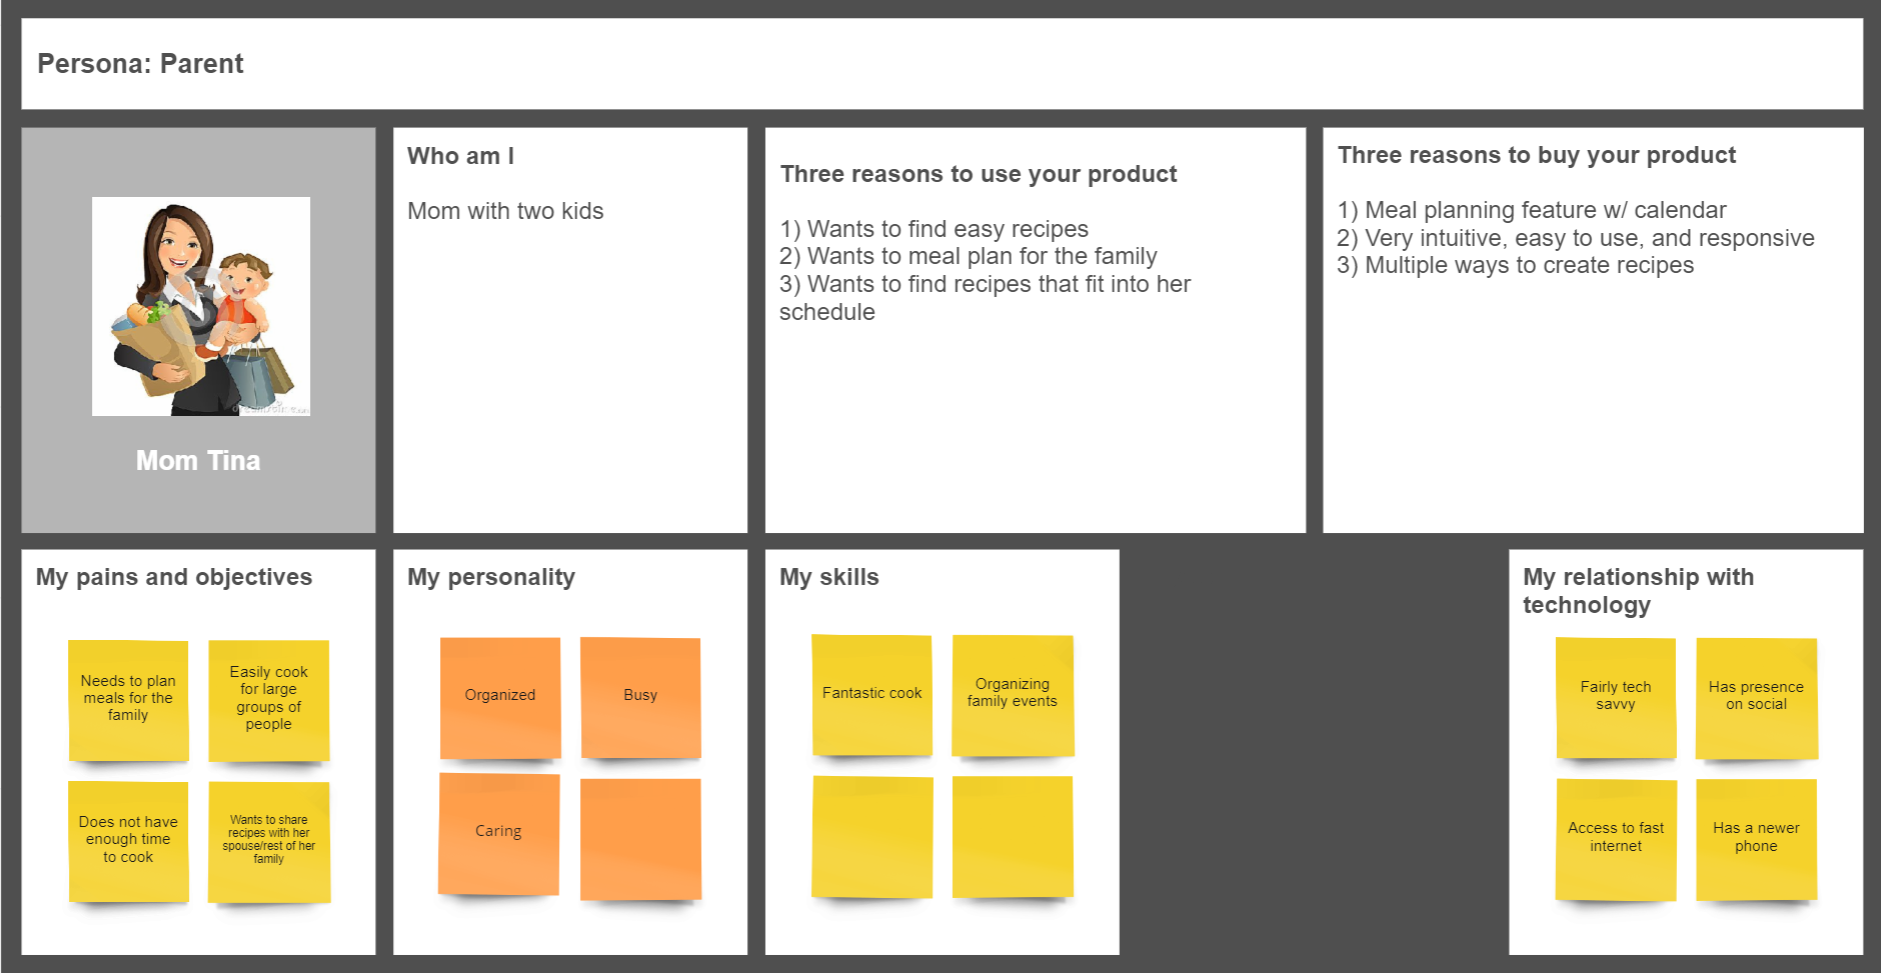 Persona: Parent
Mom Tina
Who am I
Mom with two kids
Three reasons to use your product
1) Wants to find easy recipes
2) Wants to meal plan for the family
3) Wants to find recipes that fit into her
schedule
Three reasons to buy your product
1) Meal planning feature w/ calendar
2) Very intuitive, easy to use, and responsive
3) Multiple ways to create recipes
My pains and objectives
Needs to plan
meals for the
family
Easily cook
for large
groups of
people
Does not have
enough time
to cook
Wants to share
recipes with her
spouse/rest of her
family
My personality
Organized
Busy
Caring
My skills
Fantastic cook
Organizing
family events
My relationship with
technology
Fairly tech
savvy
Has presence
on social
Access to fast
internet
Has a newer
phone